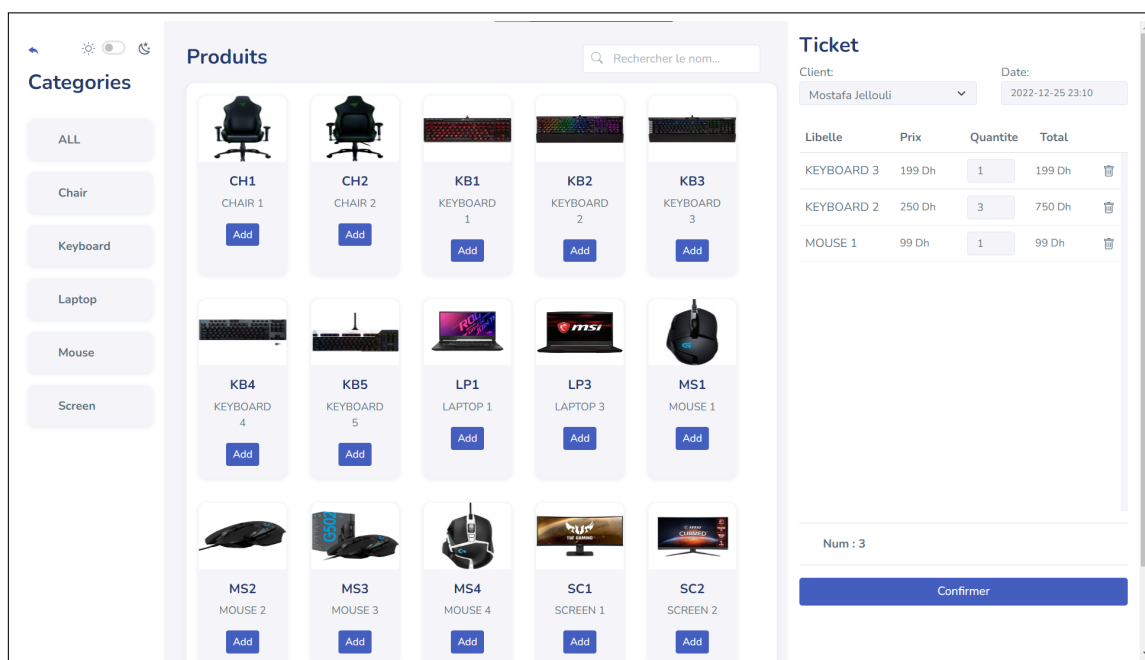 Categories
ALL
Chair
Keyboard
Laptop
Mouse
Screen
Produits
Rechercher le nom...
CH1
CHAIR 1
Add
CH2
CHAIR 2
Add
KB1
KEYBOARD
1
Add
KB2
KEYBOARD
2
Add
KB3
KEYBOARD
3
Add
KB4
KEYBOARD
4
Add
KB5
KEYBOARD
5
Add
LP1
LAPTOP 1
Add
msi
LP3
LAPTOP 3
Add
MS1
MOUSE 1
Add
MS2
MOUSE 2
Add
G502
MS3
MOUSE 3
Add
MS4
MOUSE 4
Add
TUF GAMING
SC1
SCREEN 1
Add
CURVED
SC2
SCREEN 2
Add
Ticket
Client: Date:
Mostafa Jellouli 2022-12-25 23:10
Libelle Prix Quantite Total
KEYBOARD 3 199 Dh 1 199 Dh
KEYBOARD 2 250 Dh 3 750 Dh
MOUSE 1 99 Dh 1 99 Dh
Num : 3
Confirmer